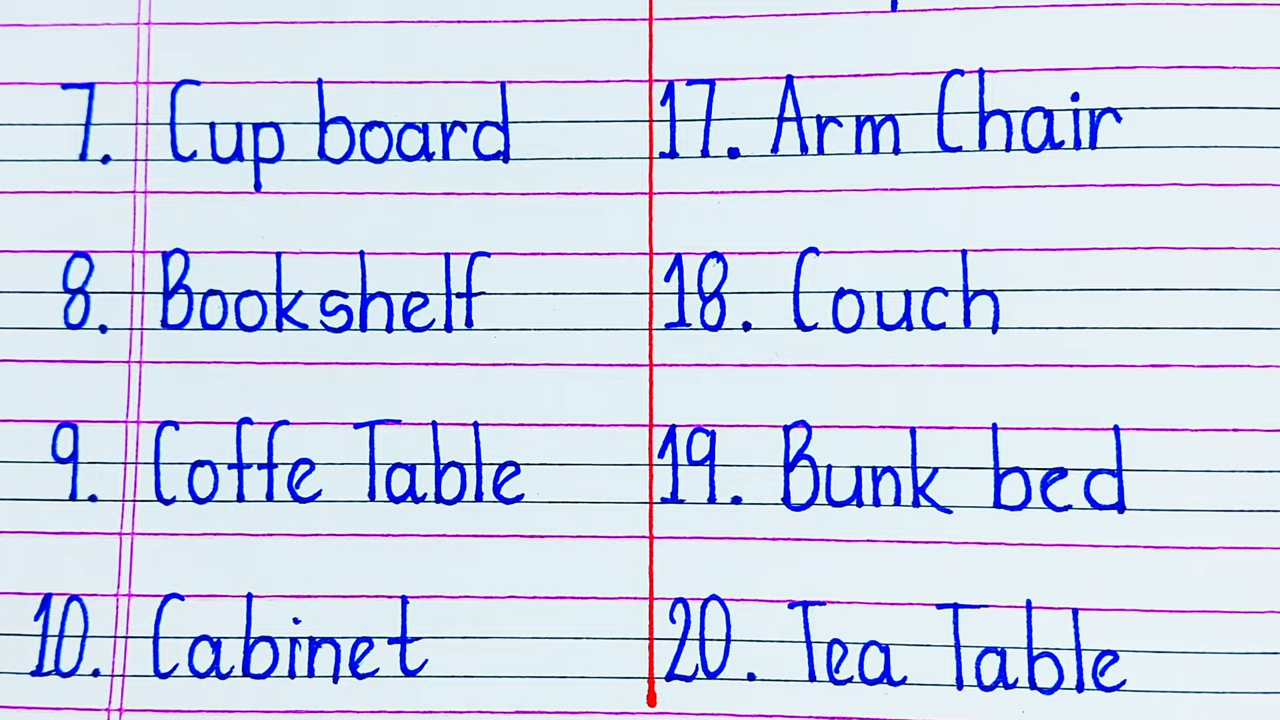 7. Cup board
8. Bookshelf
9. Coffe Table
10. Cabinet
17. Arm Chair
18. Couch
19. Bunk bed
20. Tea Table